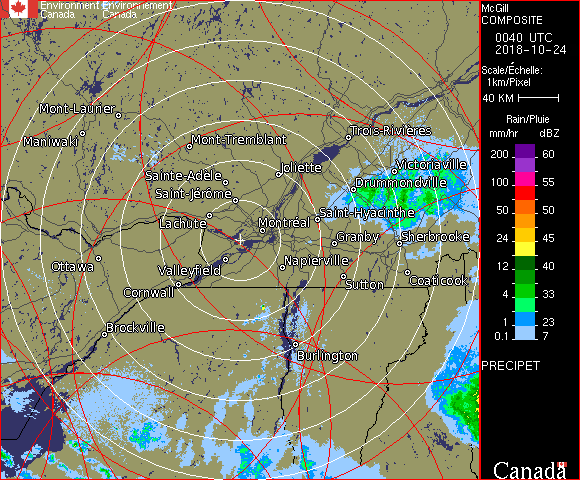 Environment Environnement
Canada Canada
McGill
COMPOSITE
0040 UTC
2018-10-24
Scale/Échelle:
1km/Pixel
40 KM
Rain/Pluie
mm/hr dBZ
200 60
100 55
50 50
24 45
12 40
4 33
1 23
0.1 7
PRECIPET
Canada
Mont-Laurier
Maniwaki
Mont-Tremblant
Trois-Rivières
Sainte-Adèle
Joliette
Victoriaville
Drummondville
Saint-Jérôme
Lachute
Montréal
Saint-Hyacinthe
Granby
Sherbrooke
Ottawa
Valleyfield
Napierville
Cornwall
Sutton
Coaticook
Brockville
Burlington